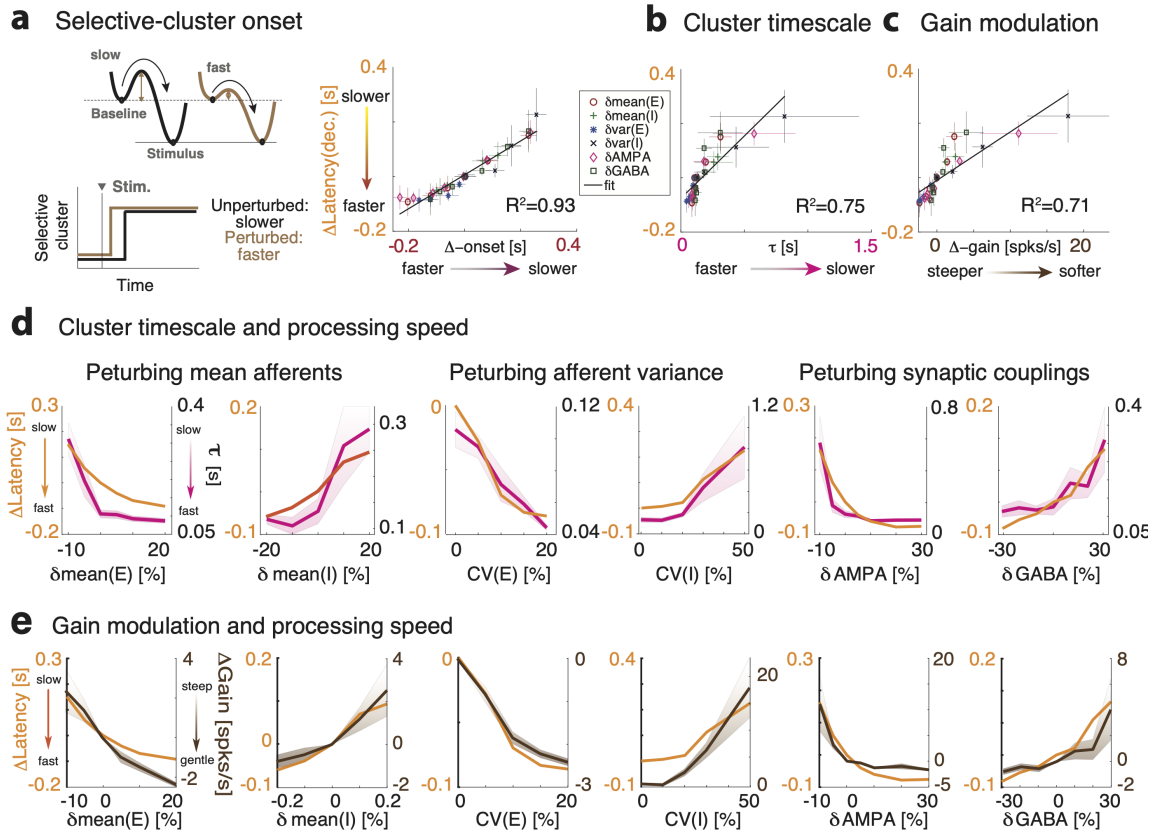 a Selective-cluster onset
slow
fast
Baseline
Stimulus
Stim.
Selective
cluster
Time
Unperturbed:
slower
Perturbed:
faster
ΔLatency(dec.) [s]
0.4
slower
faster
-0.2
R²=0.93
-0.2 Δ-onset [s] 0.4
faster slower
δmean(E)
δmean(I)
δvar(E)
δvar(I)
δAMPA
δGABA
fit
b Cluster timescale
0.4
-0.2
R²=0.75
0 τ [s] 1.5
faster slower
c Gain modulation
0.4
-0.2
R²=0.71
0 Δ-gain [spks/s] 20
steeper softer
d Cluster timescale and processing speed
Peturbing mean afferents
Peturbing afferent variance
Peturbing synaptic couplings
ΔLatency [s]
0.3
slow
fast
-0.2
0.4
slow
τ [s]
fast
0.05
-10 20
δmean(E) [%]
0.2
-0.1
0.3
0.1
-20 20
δ mean(I) [%]
0
-0.1
0.12
0.04
0 10 20
CV(E) [%]
0.4
-0.1
1.2
0
0 50
CV(I) [%]
0.3
-0.1
0.8
0
-10 30
δ AMPA [%]
0.2
-0.1
0.4
0.05
-30 30
δ GABA [%]
e Gain modulation and processing speed
ΔLatency [s]
0.3
slow
fast
-0.2
4
steep
gentle
-2
ΔGain [spks/s]
-10 0 20
δmean(E) [%]
0.2
0
-0.1
4
0
-2
-0.2 0 0.2
δ mean(I) [%]
0
-0.1
0
-3
0 20
CV(E) [%]
0.4
-0.1
20
0
0 10 50
CV(I) [%]
0.3
-0.1
20
0
-5
-10 0 30
δAMPA [%]
0.2
-0.1
8
0
-2
-30 0 30
δGABA [%]